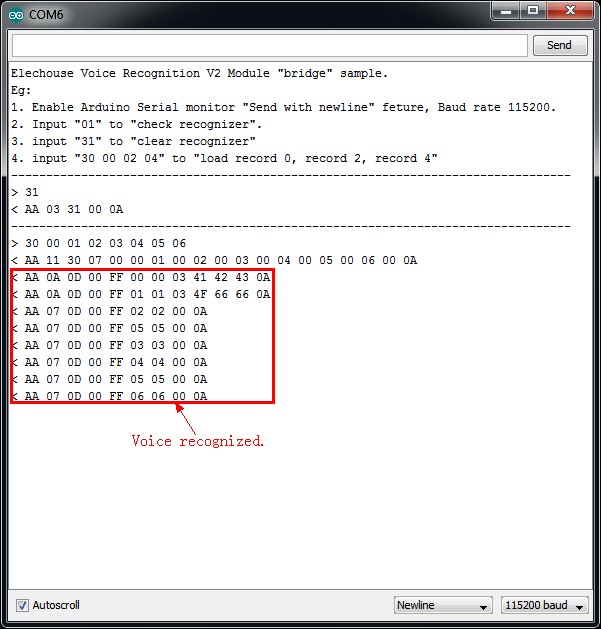 COM6
Send
Elechouse Voice Recognition V2 Module "bridge" sample.
Eg:
1. Enable Arduino Serial monitor "Send with newline" feture, Baud rate 115200.
2. Input "01" to "check recognizer".
3. input "31" to "clear recognizer"
4. input "30 00 02 04" to "load record 0, record 2, record 4"
--------------------------------------------------------------------------------
> 31
< AA 03 31 00 0A
--------------------------------------------------------------------------------
> 30 00 01 02 03 04 05 06
< AA 11 30 07 00 00 01 00 02 00 03 00 04 00 05 00 06 00 0A
< AA 0A 0D 00 FF 00 00 03 41 42 43 0A
< AA 0A 0D 00 FF 01 01 03 4F 66 66 0A
< AA 07 0D 00 FF 02 02 00 0A
< AA 07 0D 00 FF 05 05 00 0A
< AA 07 0D 00 FF 03 03 00 0A
< AA 07 0D 00 FF 04 04 00 0A
< AA 07 0D 00 FF 05 05 00 0A
< AA 07 0D 00 FF 06 06 00 0A
Voice recognized.
Autoscroll
Newline
115200 baud